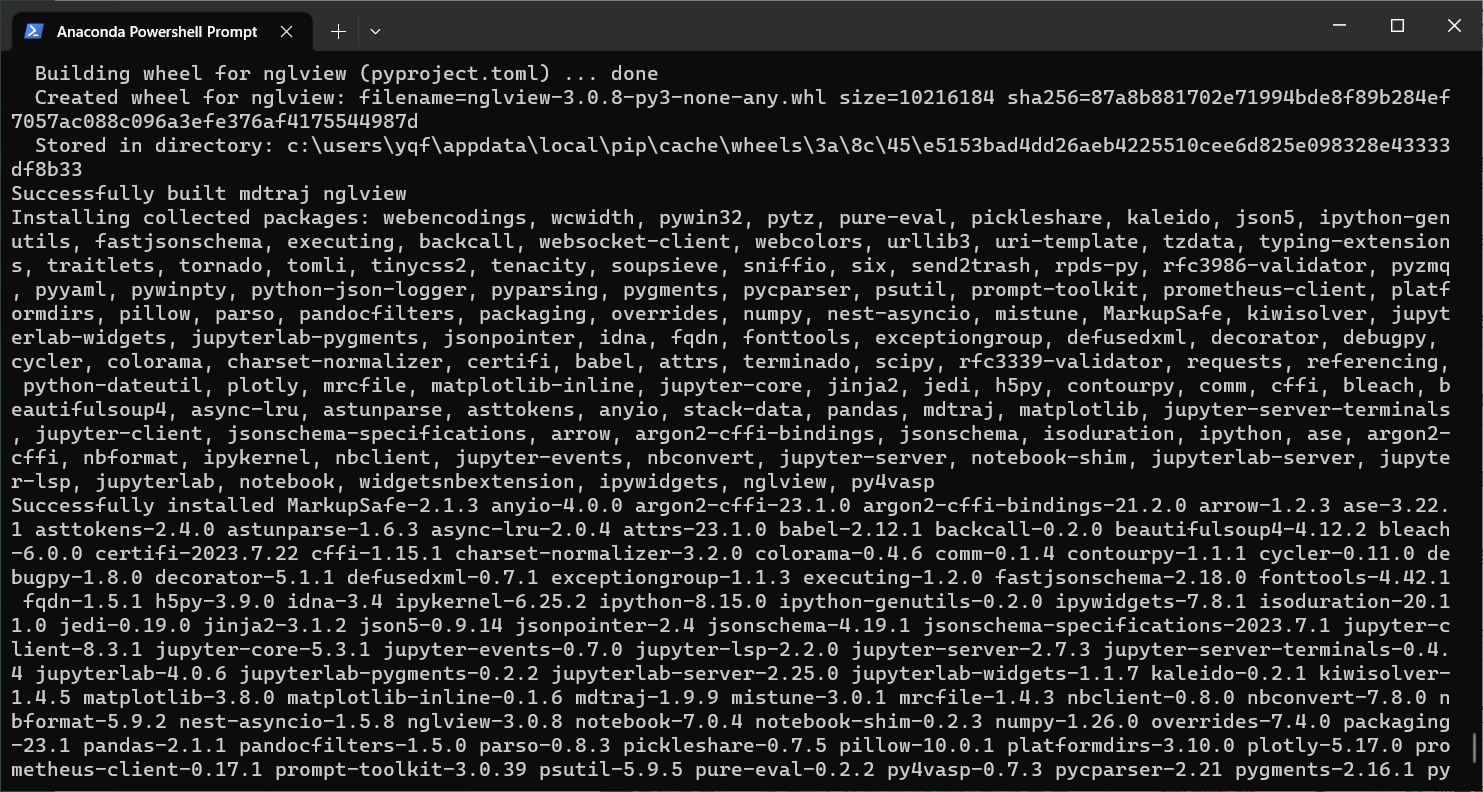 Anaconda Powershell Prompt
  Building wheel for nglview (pyproject.toml) ... done
  Created wheel for nglview: filename=nglview-3.0.8-py3-none-any.whl size=10216184 sha256=87a8b881702e71994bde8f89b284ef
7057ac088c096a3efe376af4175544987d
  Stored in directory: c:\users\yqf\appdata\local\pip\cache\wheels\3a\8c\45\e5153bad4dd26aeb4225510cee6d825e098328e43333
df8b33
Successfully built mdtraj nglview
Installing collected packages: webencodings, wcwidth, pywin32, pytz, pure-eval, pickleshare, kaleido, json5, ipython-gen
utils, fastjsonschema, executing, backcall, websocket-client, webcolors, urllib3, uri-template, tzdata, typing-extension
s, traitlets, tornado, tomli, tinycss2, tenacity, soupsieve, sniffio, six, send2trash, rpds-py, rfc3986-validator, pyzmq
, pyyaml, pywinpty, python-json-logger, pyparsing, pygments, pycparser, psutil, prompt-toolkit, prometheus-client, platf
ormdirs, pillow, parso, pandocfilters, packaging, overrides, numpy, nest-asyncio, mistune, MarkupSafe, kiwisolver, jupyt
erlab-widgets, jupyterlab-pygments, jsonpointer, idna, fqdn, fonttools, exceptiongroup, defusedxml, decorator, debugpy,
cycler, colorama, charset-normalizer, certifi, babel, attrs, terminado, scipy, rfc3339-validator, requests, referencing,
 python-dateutil, plotly, mrcfile, matplotlib-inline, jupyter-core, jinja2, jedi, h5py, contourpy, comm, cffi, bleach, b
eautifulsoup4, async-lru, astunparse, asttokens, anyio, stack-data, pandas, mdtraj, matplotlib, jupyter-server-terminals
, jupyter-client, jsonschema-specifications, arrow, argon2-cffi-bindings, jsonschema, isoduration, ipython, ase, argon2-
cffi, nbformat, ipykernel, nbclient, jupyter-events, nbconvert, jupyter-server, notebook-shim, jupyterlab-server, jupyte
r-lsp, jupyterlab, notebook, widgetsnbextension, ipywidgets, nglview, py4vasp
Successfully installed MarkupSafe-2.1.3 anyio-4.0.0 argon2-cffi-23.1.0 argon2-cffi-bindings-21.2.0 arrow-1.2.3 ase-3.22.
1 asttokens-2.4.0 astunparse-1.6.3 async-lru-2.0.4 attrs-23.1.0 babel-2.12.1 backcall-0.2.0 beautifulsoup4-4.12.2 bleach
-6.0.0 certifi-2023.7.22 cffi-1.15.1 charset-normalizer-3.2.0 colorama-0.4.6 comm-0.1.4 contourpy-1.1.1 cycler-0.11.0 de
bugpy-1.8.0 decorator-5.1.1 defusedxml-0.7.1 exceptiongroup-1.1.3 executing-1.2.0 fastjsonschema-2.18.0 fonttools-4.42.1
 fqdn-1.5.1 h5py-3.9.0 idna-3.4 ipykernel-6.25.2 ipython-8.15.0 ipython-genutils-0.2.0 ipywidgets-7.8.1 isoduration-20.1
1.0 jedi-0.19.0 jinja2-3.1.2 json5-0.9.14 jsonpointer-2.4 jsonschema-4.19.1 jsonschema-specifications-2023.7.1 jupyter-c
lient-8.3.1 jupyter-core-5.3.1 jupyter-events-0.7.0 jupyter-lsp-2.2.0 jupyter-server-2.7.3 jupyter-server-terminals-0.4.
4 jupyterlab-4.0.6 jupyterlab-pygments-0.2.2 jupyterlab-server-2.25.0 jupyterlab-widgets-1.1.7 kaleido-0.2.1 kiwisolver-
1.4.5 matplotlib-3.8.0 matplotlib-inline-0.1.6 mdtraj-1.9.9 mistune-3.0.1 mrcfile-1.4.3 nbclient-0.8.0 nbconvert-7.8.0 n
bformat-5.9.2 nest-asyncio-1.5.8 nglview-3.0.8 notebook-7.0.4 notebook-shim-0.2.3 numpy-1.26.0 overrides-7.4.0 packaging
-23.1 pandas-2.1.1 pandocfilters-1.5.0 parso-0.8.3 pickleshare-0.7.5 pillow-10.0.1 platformdirs-3.10.0 plotly-5.17.0 pro
metheus-client-0.17.1 prompt-toolkit-3.0.39 psutil-5.9.5 pure-eval-0.2.2 py4vasp-0.7.3 pycparser-2.21 pygments-2.16.1 py